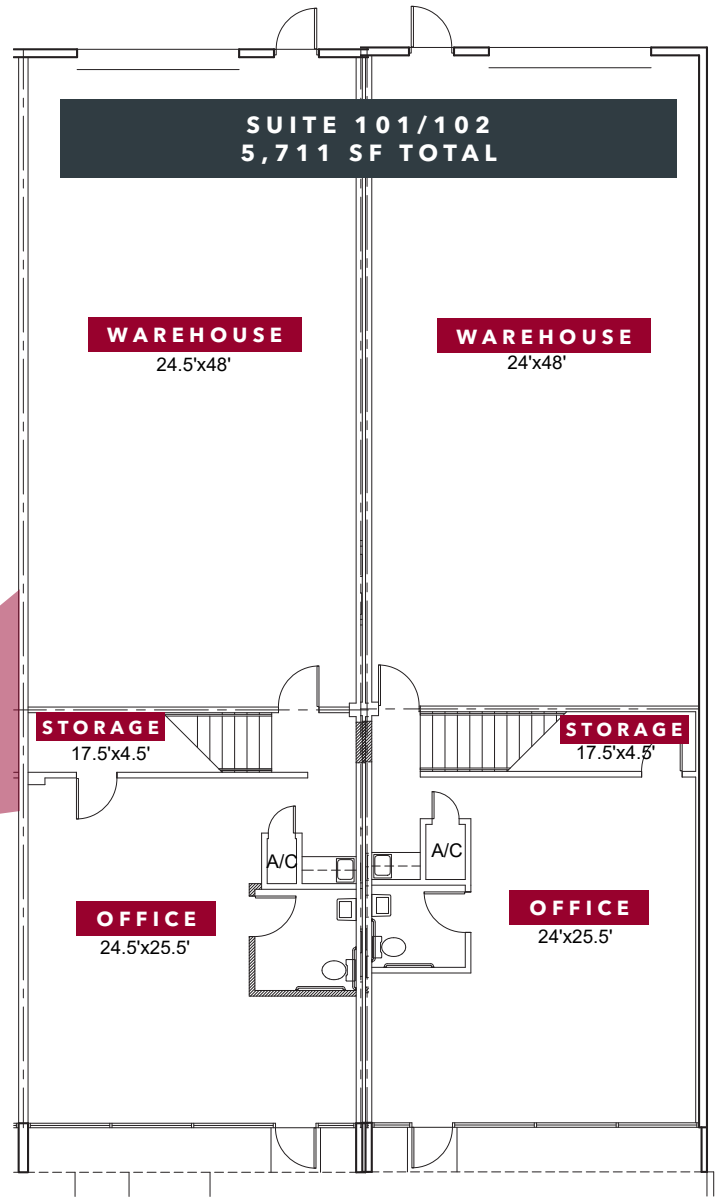 SUITE 101/102
5,711 SF TOTAL
WAREHOUSE
24.5'x48'
WAREHOUSE
24'x48'
STORAGE
17.5'x4.5'
STORAGE
17.5'x4.5'
A/C
A/C
OFFICE
24.5'x25.5'
OFFICE
24'x25.5'